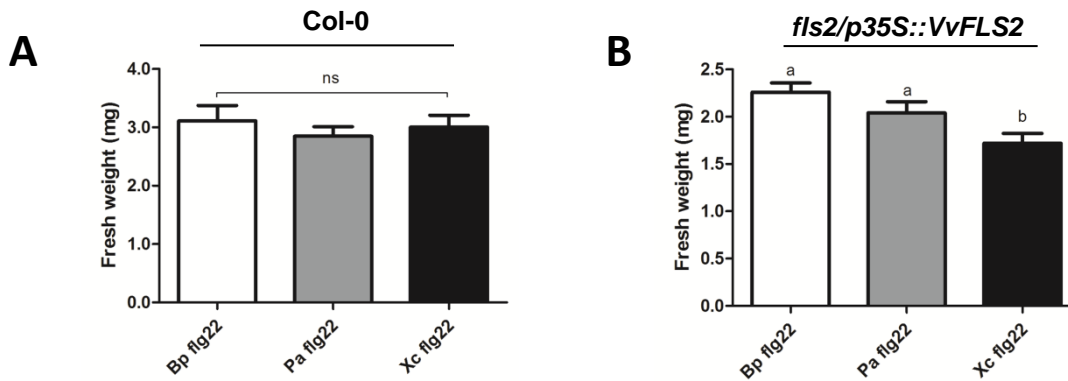 A
Col-0
Fresh weight (mg)
4.0
3.0
2.0
1.0
0.0
ns
Bp flg22
Pa flg22
Xc flg22
B
fls2/p35S::VvFLS2
Fresh weight (mg)
2.5
2.0
1.5
1.0
0.5
0.0
a
a
b
Bp flg22
Pa flg22
Xc flg22